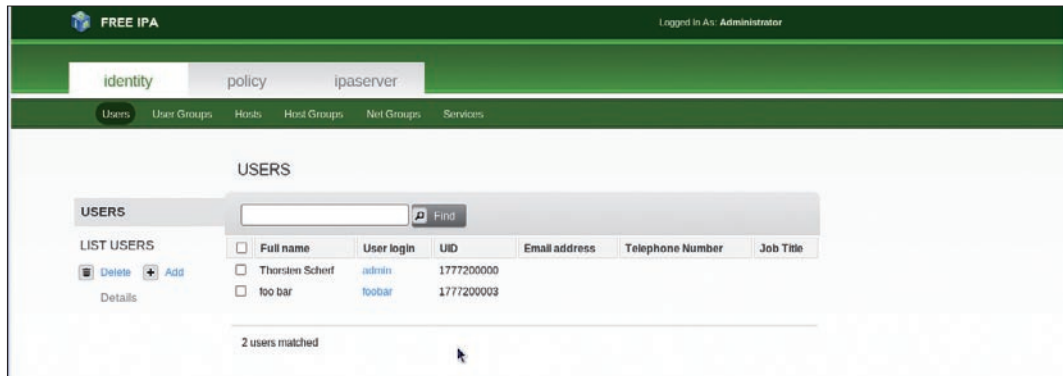 FREE IPA
Logged In As: Administrator
identity policy ipaserver
Users User Groups Hosts Host Groups Net Groups Services
USERS
USERS
Find
LIST USERS
Full name User login UID Email address Telephone Number Job Title
Delete Add
Thorsten Scherf admin 1777200000
Details
foo bar foobar 1777200003
2 users matched